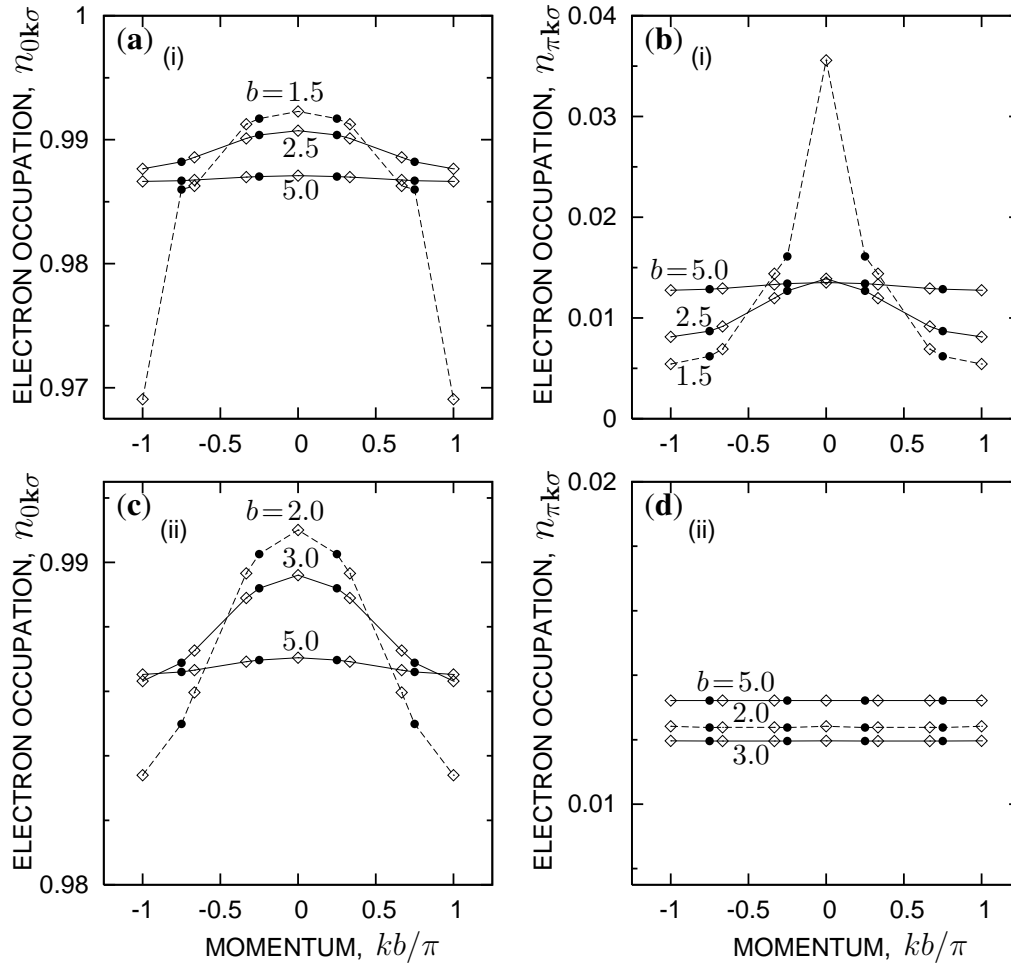 ELECTRON OCCUPATION, n₀𝐤σ
1
0.99
0.98
0.97
(a)
(i)
b=1.5
2.5
5.0
-1 -0.5 0 0.5 1
ELECTRON OCCUPATION, nπ𝐤σ
0.04
0.03
0.02
0.01
0
(b)
(i)
b=5.0
2.5
1.5
-1 -0.5 0 0.5 1
ELECTRON OCCUPATION, n₀𝐤σ
0.99
0.98
(c)
(ii)
b=2.0
3.0
5.0
-1 -0.5 0 0.5 1
MOMENTUM, kb/π
ELECTRON OCCUPATION, nπ𝐤σ
0.02
0.01
(d)
(ii)
b=5.0
2.0
3.0
-1 -0.5 0 0.5 1
MOMENTUM, kb/π